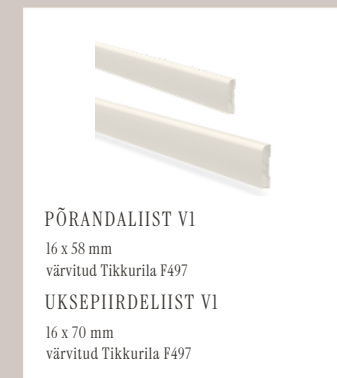 PÕRANDALIIST V1
16 x 58 mm
värvitud Tikkurila F497
UKSEPIIRDELIIST V1
16 x 70 mm
värvitud Tikkurila F497